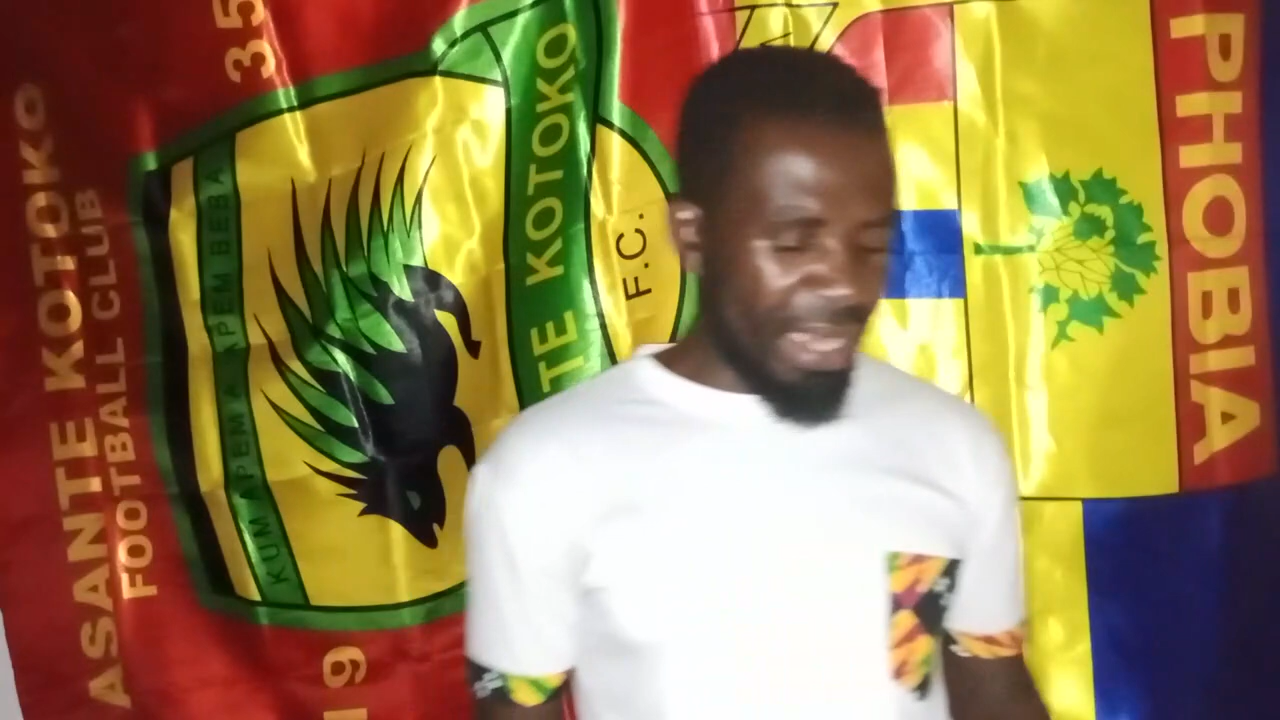 ASANTE KOTOKO
FOOTBALL CLUB
19
35
KUM APEM A APEM BEBA
TE KOTOKO
F.C.
PHOBIA